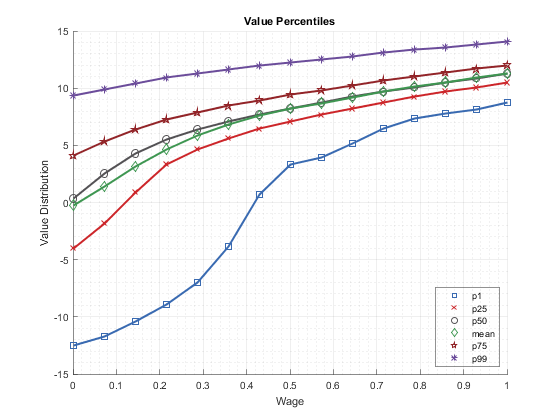 Value Percentiles
Value Distribution
15
10
5
0
-5
-10
-15
0 0.1 0.2 0.3 0.4 0.5 0.6 0.7 0.8 0.9 1
Wage
p1
p25
p50
mean
p75
p99